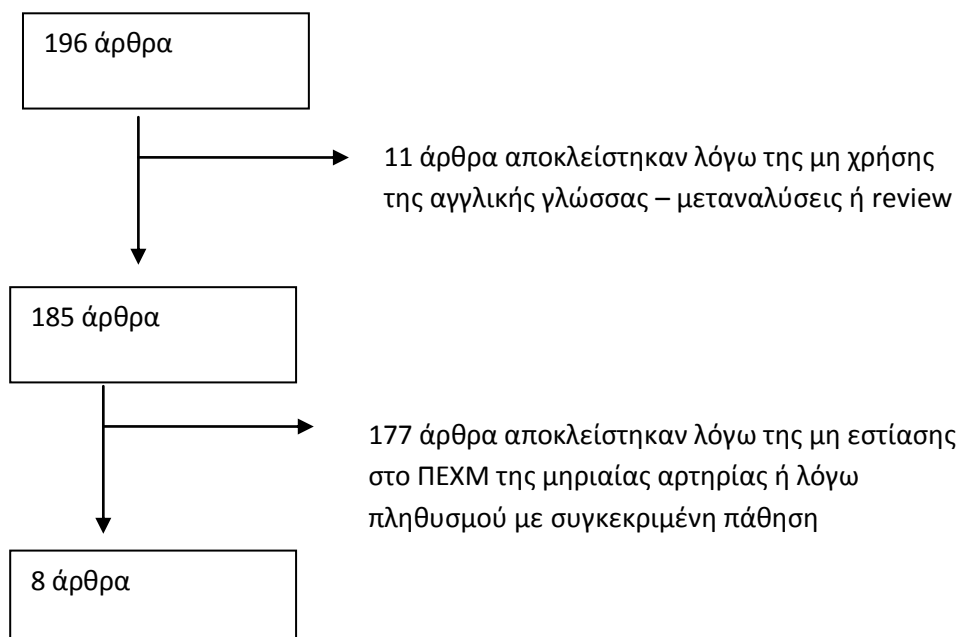 196 άρθρα
11 άρθρα αποκλείστηκαν λόγω της μη χρήσης
της αγγλικής γλώσσας – μεταναλύσεις ή review
185 άρθρα
177 άρθρα αποκλείστηκαν λόγω της μη εστίασης
στο ΠΕΧΜ της μηριαίας αρτηρίας ή λόγω
πληθυσμού με συγκεκριμένη πάθηση
8 άρθρα